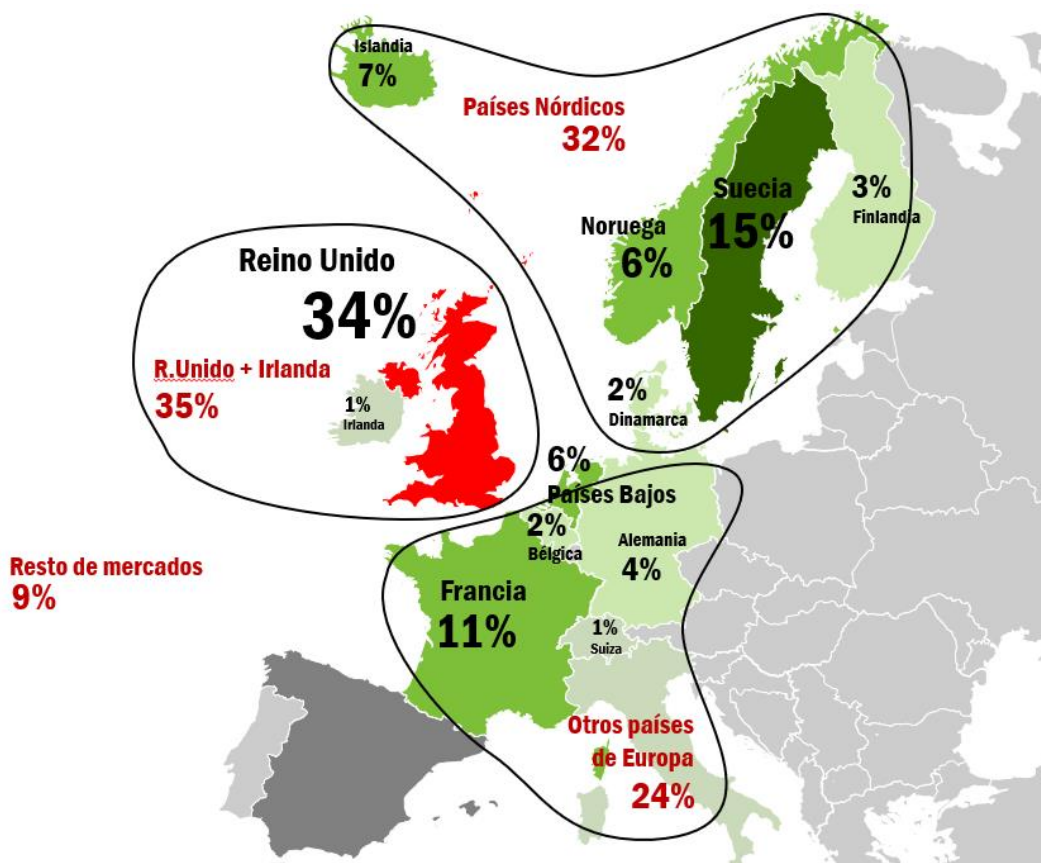 Islandia
7%
Países Nórdicos
32%
Suecia
15%
3%
Finlandia
Noruega
6%
Reino Unido
34%
R.Unido + Irlanda
35%
1%
Irlanda
2%
Dinamarca
6%
Países Bajos
2%
Bélgica
Alemania
4%
Resto de mercados
9%
Francia
11%
1%
Suiza
Otros países
de Europa
24%